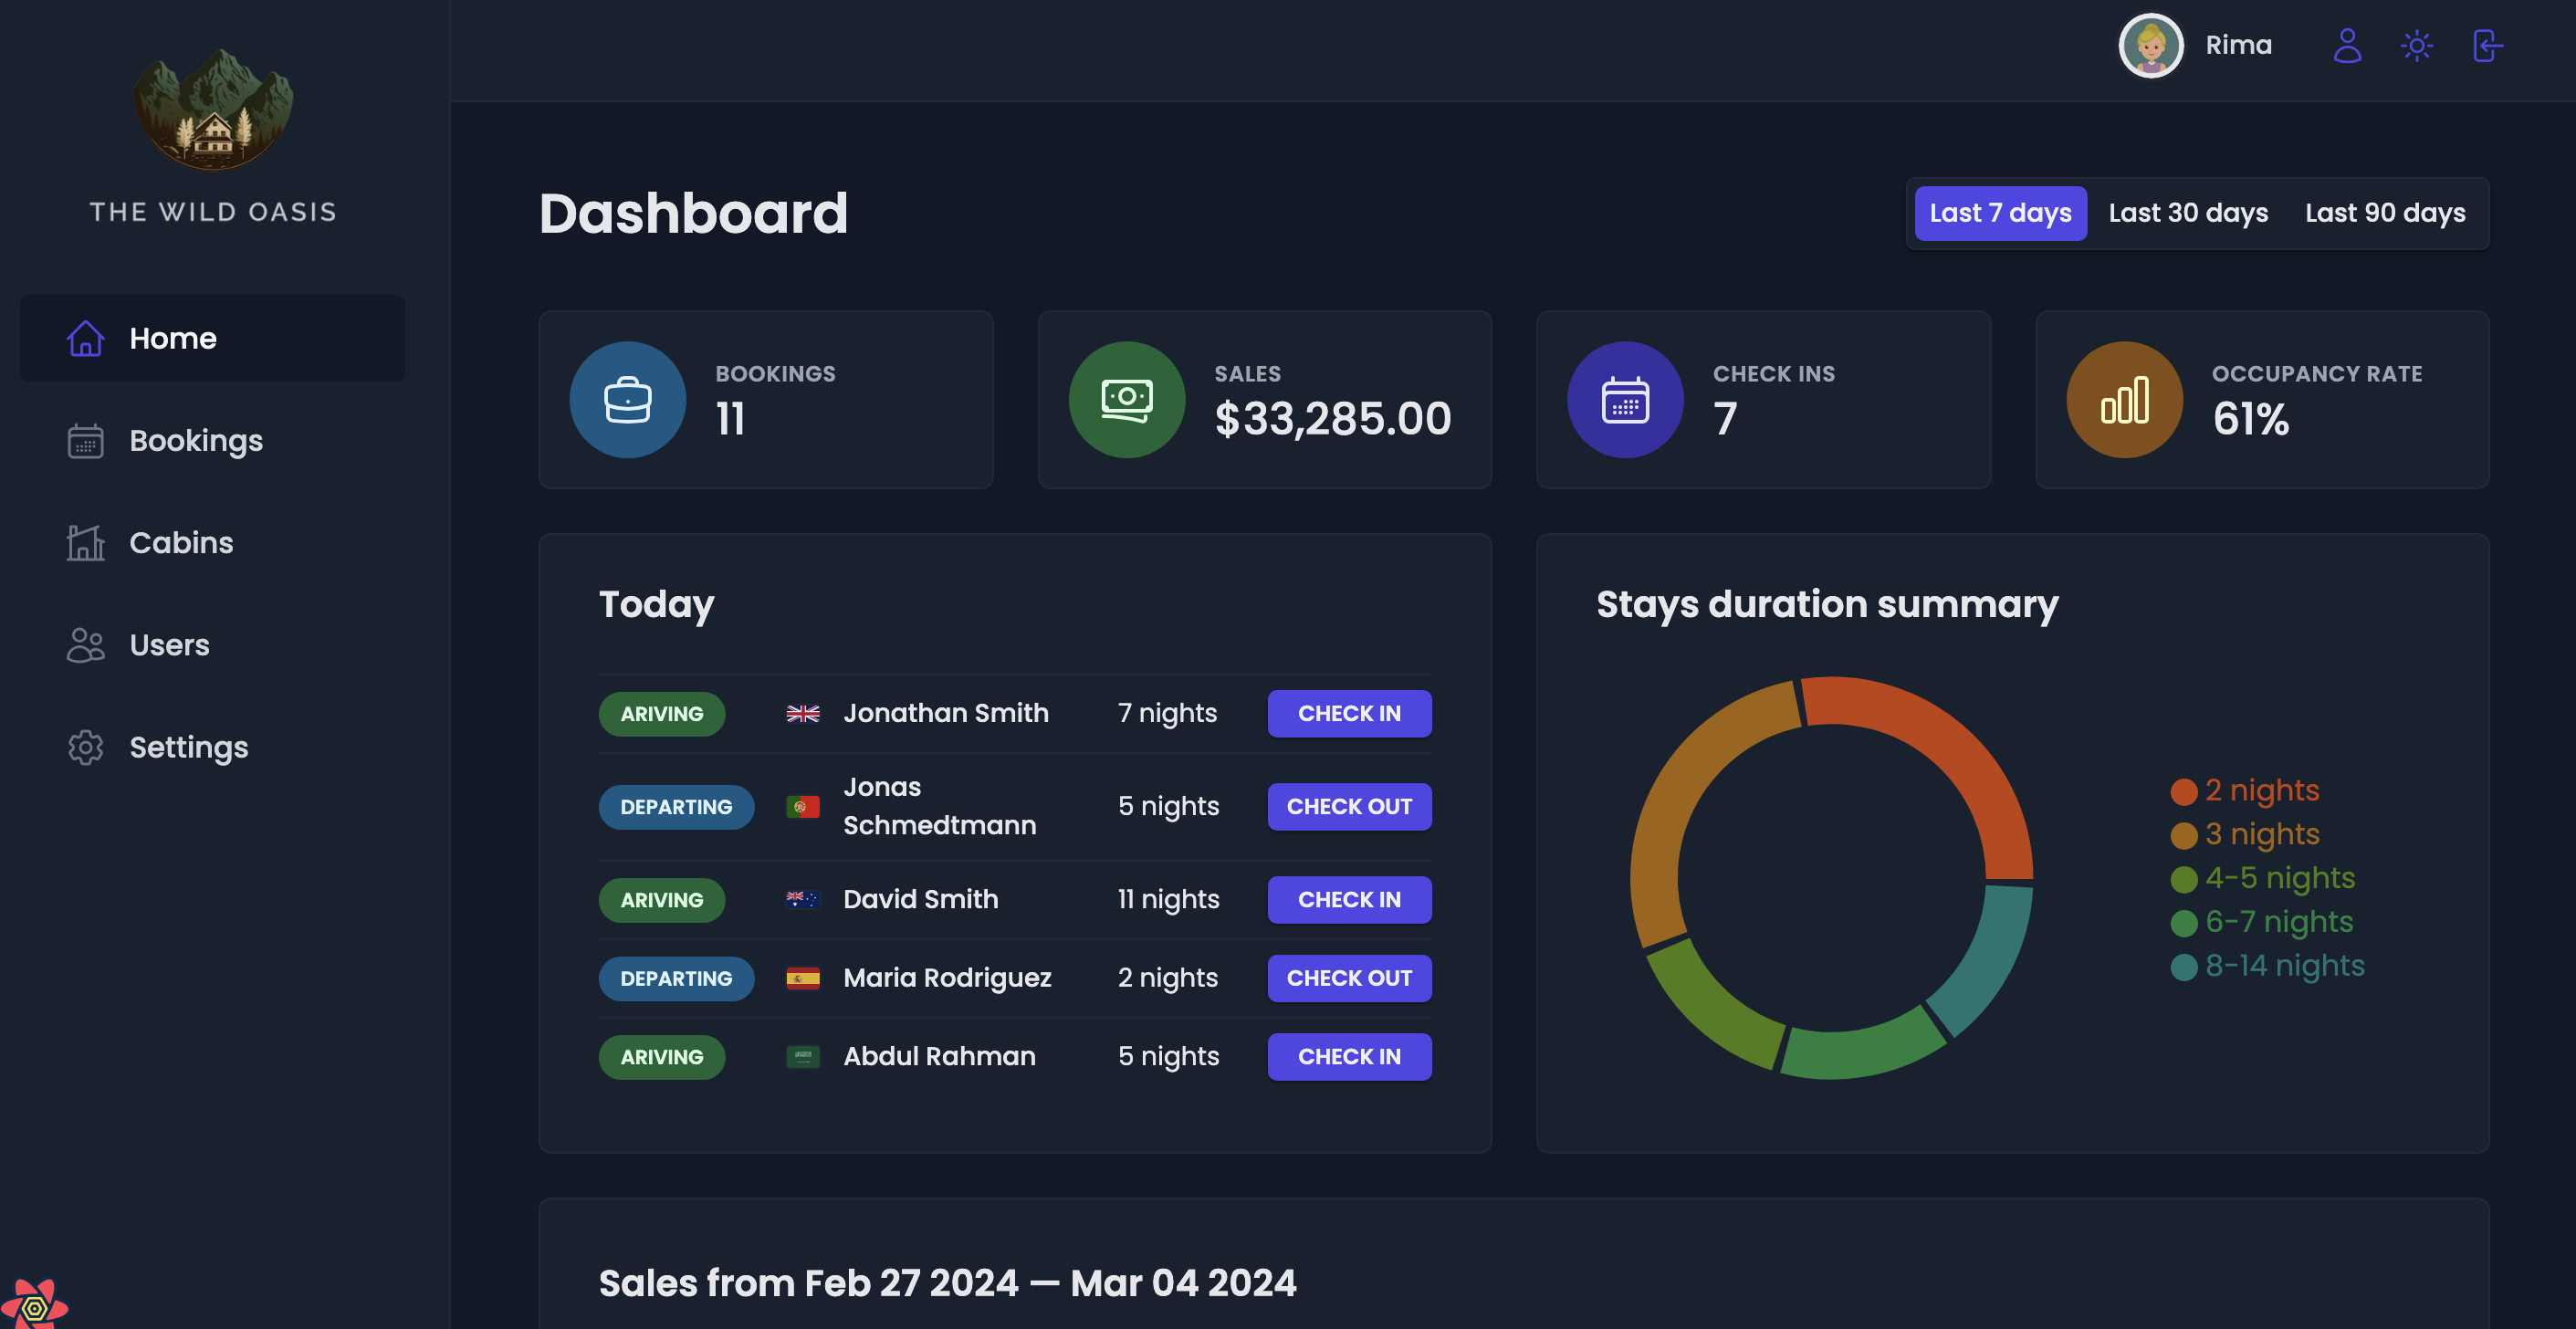 THE WILD OASIS
Home
Bookings
Cabins
Users
Settings
Rima
Dashboard
Last 7 days Last 30 days Last 90 days
BOOKINGS
11
SALES
$33,285.00
CHECK INS
7
OCCUPANCY RATE
61%
Today
ARIVING Jonathan Smith 7 nights CHECK IN
DEPARTING Jonas
Schmedtmann 5 nights CHECK OUT
ARIVING David Smith 11 nights CHECK IN
DEPARTING Maria Rodriguez 2 nights CHECK OUT
ARIVING Abdul Rahman 5 nights CHECK IN
Stays duration summary
2 nights
3 nights
4-5 nights
6-7 nights
8-14 nights
Sales from Feb 27 2024 — Mar 04 2024